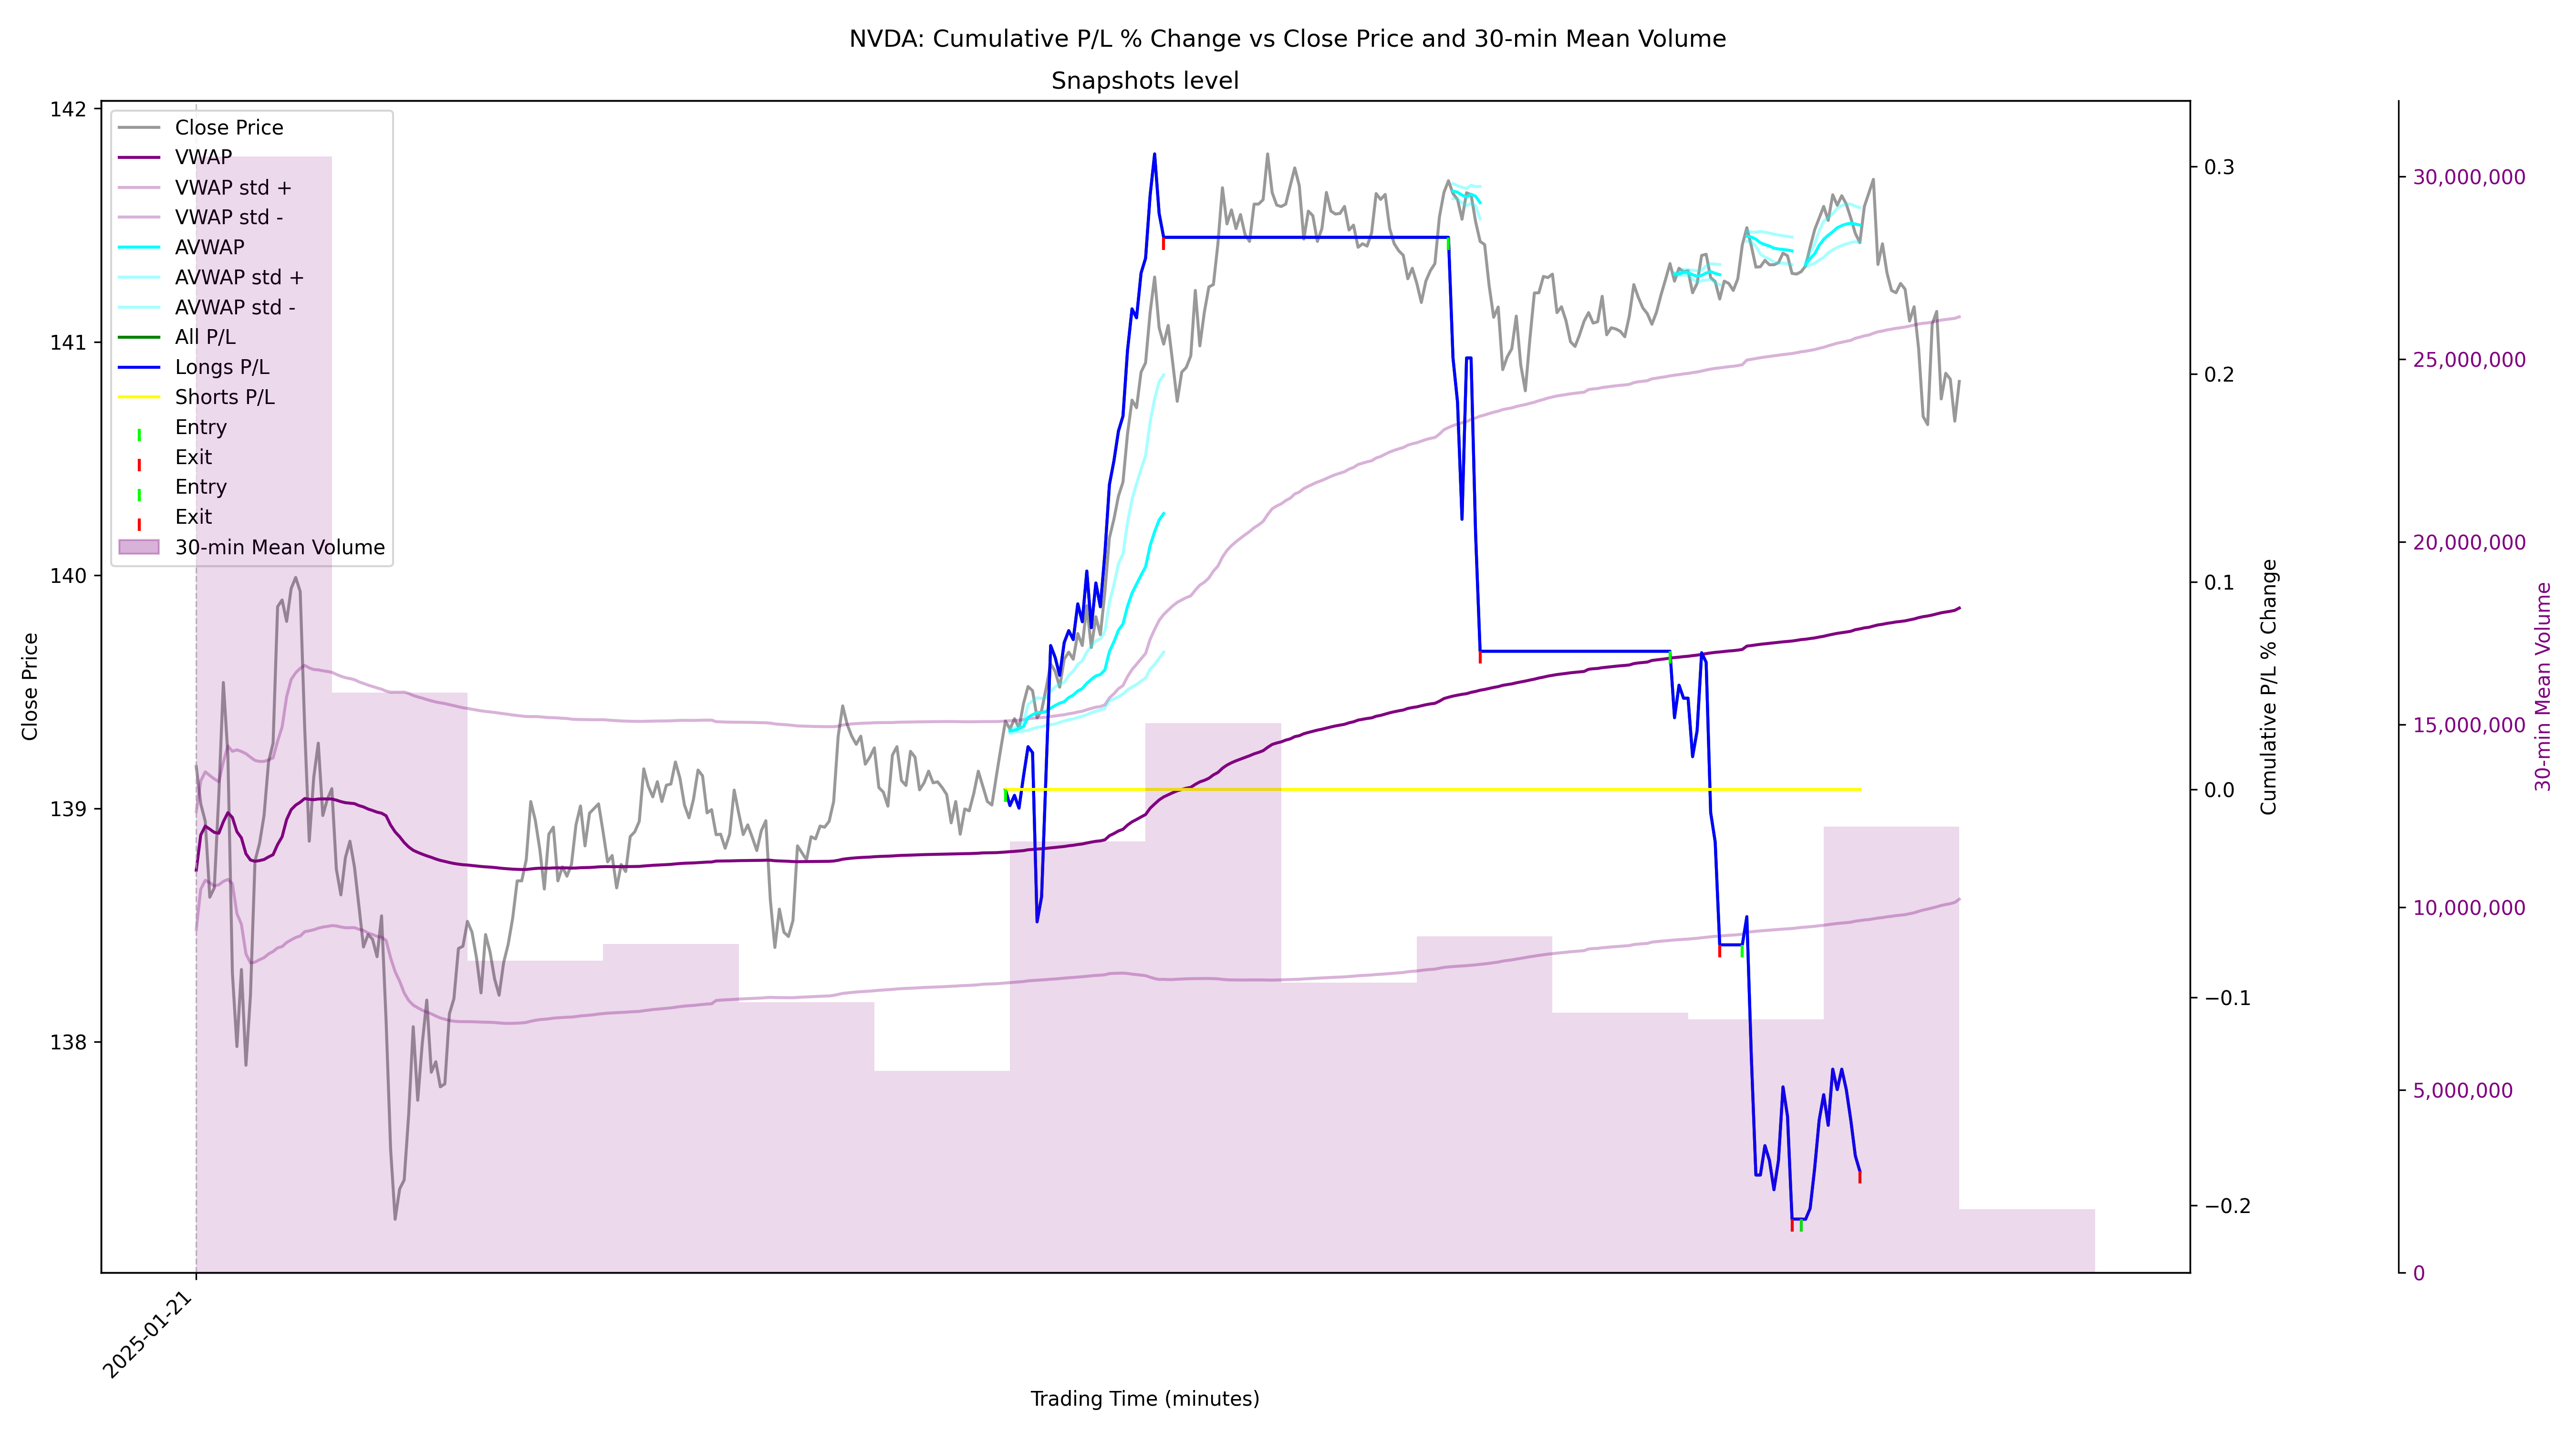 NVDA: Cumulative P/L % Change vs Close Price and 30-min Mean Volume
Snapshots level
Close Price
VWAP
VWAP std +
VWAP std -
AVWAP
AVWAP std +
AVWAP std -
All P/L
Longs P/L
Shorts P/L
Entry
Exit
Entry
Exit
30-min Mean Volume
142
141
140
139
138
Close Price
0.3
0.2
0.1
0.0
−0.1
−0.2
Cumulative P/L % Change
30,000,000
25,000,000
20,000,000
15,000,000
10,000,000
5,000,000
0
30-min Mean Volume
2025-01-21
Trading Time (minutes)